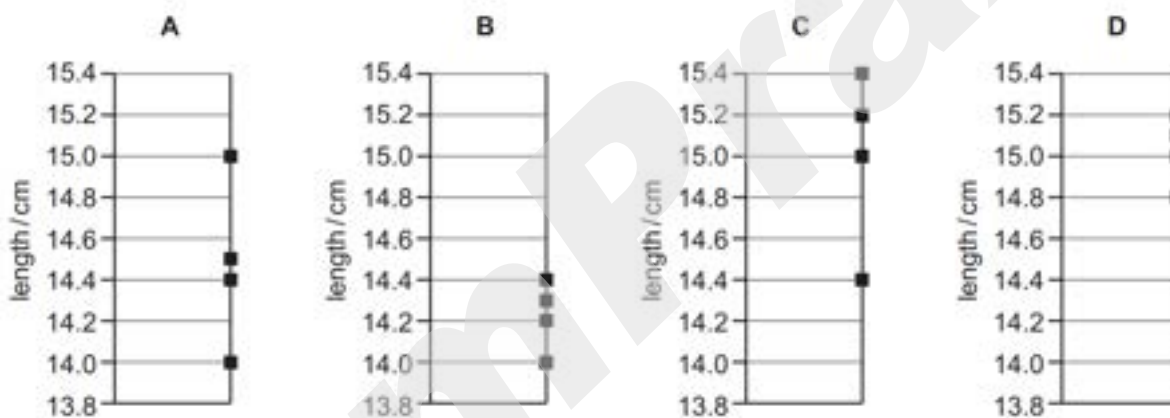 A B C D
15.4 15.4 15.4 15.4
15.2 15.2 15.2 15.2
15.0 15.0 15.0 15.0
14.8 14.8 14.8 14.8
14.6 14.6 14.6 14.6
14.4 14.4 14.4 14.4
14.2 14.2 14.2 14.2
14.0 14.0 14.0 14.0
13.8 13.8 13.8 13.8
length / cm length / cm length / cm length / cm
mPra